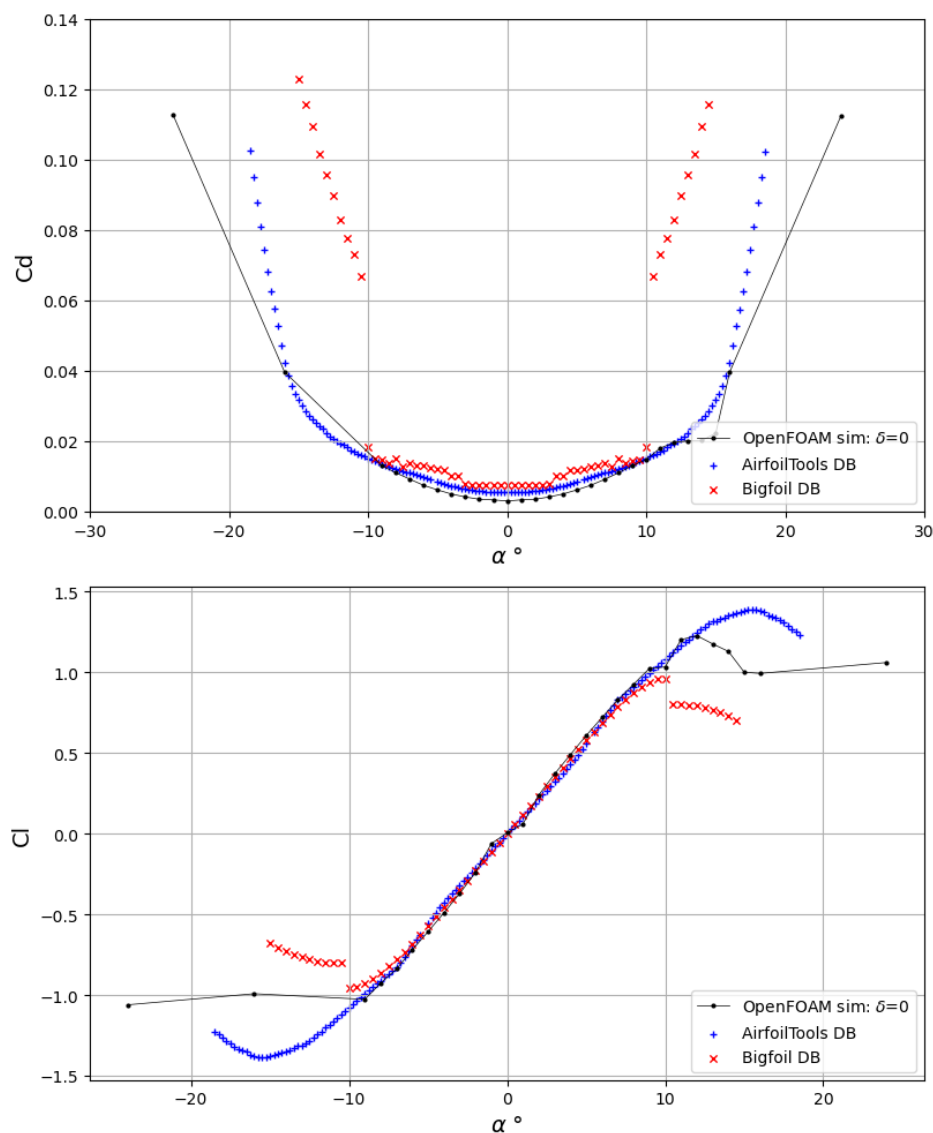 0.14
0.12
0.10
0.08
0.06
0.04
0.02
0.00
Cd
−30
−20
−10
0
10
20
30
α °
OpenFOAM sim: δ=0
AirfoilTools DB
Bigfoil DB
1.5
1.0
0.5
0.0
−0.5
−1.0
−1.5
Cl
−20
−10
0
10
20
α °
OpenFOAM sim: δ=0
AirfoilTools DB
Bigfoil DB